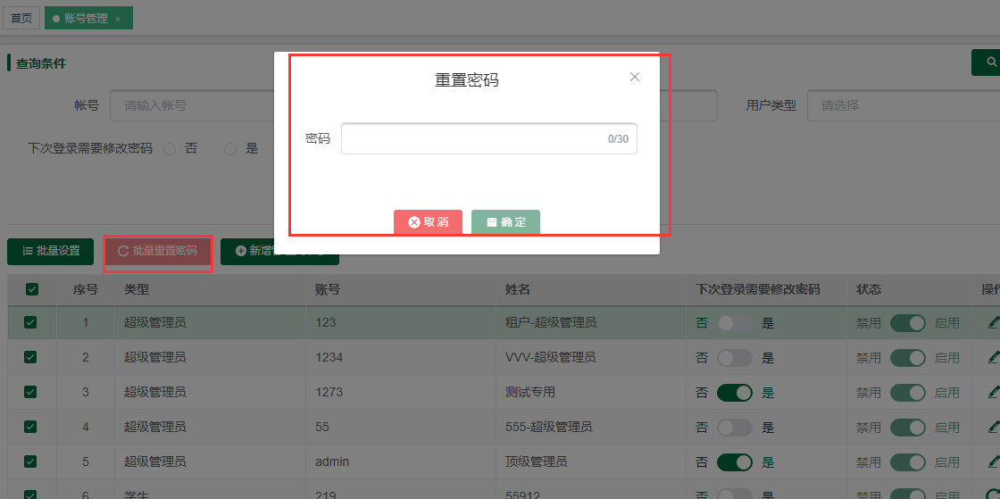 首页 账号管理 ×
查询条件
重置密码
帐号 请输入帐号 用户类型 请选择
密码 0/30
下次登录需要修改密码 否 是
取消 确定
批量设置 批量重置密码 新增
序号 类型 账号 姓名 下次登录需要修改密码 状态 操作
1 超级管理员 123 租户-超级管理员 否 是 禁用 启用
2 超级管理员 1234 VVV-超级管理员 否 是 禁用 启用
3 超级管理员 1273 测试专用 否 是 禁用 启用
4 超级管理员 55 555-超级管理员 否 是 禁用 启用
5 超级管理员 admin 顶级管理员 否 是 禁用 启用
6 学生 219 55912 否 是 禁用 启用